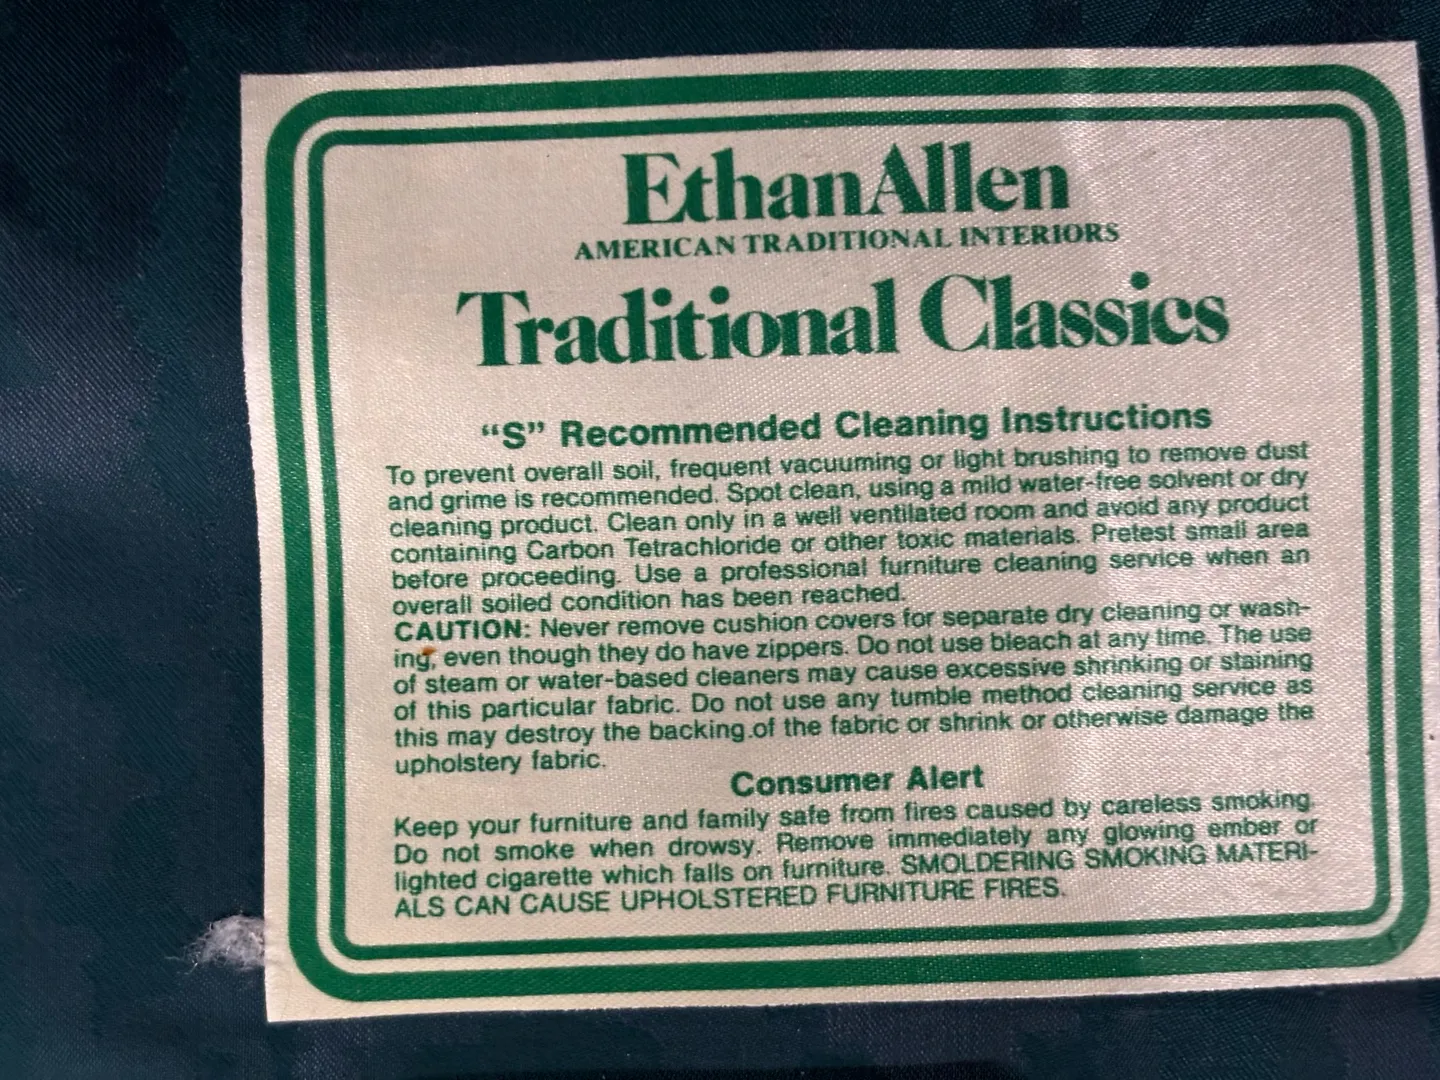 EthanAllen
AMERICAN TRADITIONAL INTERIORS
Traditional Classics
“S” Recommended Cleaning Instructions
To prevent overall soil, frequent vacuuming or light brushing to remove dust
and grime is recommended. Spot clean, using a mild water-free solvent or dry
cleaning product. Clean only in a well ventilated room and avoid any product
containing Carbon Tetrachloride or other toxic materials. Pretest small area
before proceeding. Use a professional furniture cleaning service when an
overall soiled condition has been reached.
CAUTION: Never remove cushion covers for separate dry cleaning or wash-
ing, even though they do have zippers. Do not use bleach at any time. The use
of steam or water-based cleaners may cause excessive shrinking or staining
of this particular fabric. Do not use any tumble method cleaning service as
this may destroy the backing of the fabric or shrink or otherwise damage the
upholstery fabric.
Consumer Alert
Keep your furniture and family safe from fires caused by careless smoking.
Do not smoke when drowsy. Remove immediately any glowing ember or
lighted cigarette which falls on furniture. SMOLDERING SMOKING MATERI-
ALS CAN CAUSE UPHOLSTERED FURNITURE FIRES.